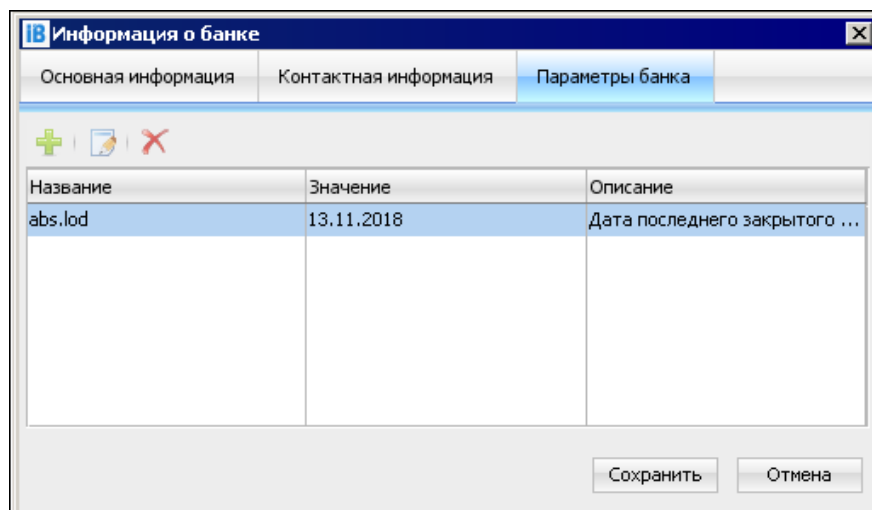 iB Информация о банке
Основная информация Контактная информация Параметры банка
Название Значение Описание
abs.lod 13.11.2018 Дата последнего закрытого ...
Сохранить Отмена